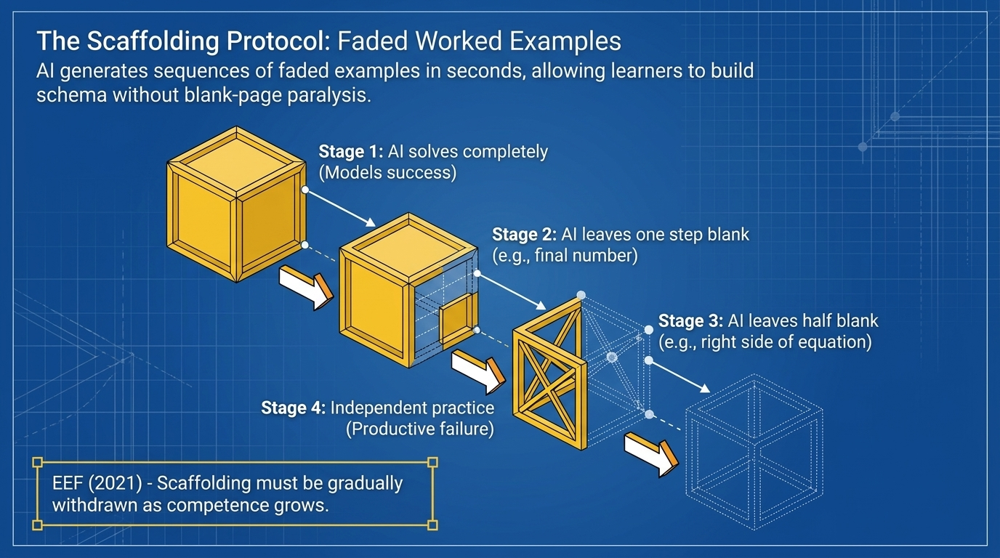 The Scaffolding Protocol: Faded Worked Examples
AI generates sequences of faded examples in seconds, allowing learners to build
schema without blank-page paralysis.
Stage 1: AI solves completely
(Models success)
Stage 2: AI leaves one step blank
(e.g., final number)
Stage 3: AI leaves half blank
(e.g., right side of equation)
Stage 4: Independent practice
(Productive failure)
EEF (2021) - Scaffolding must be gradually
withdrawn as competence grows.